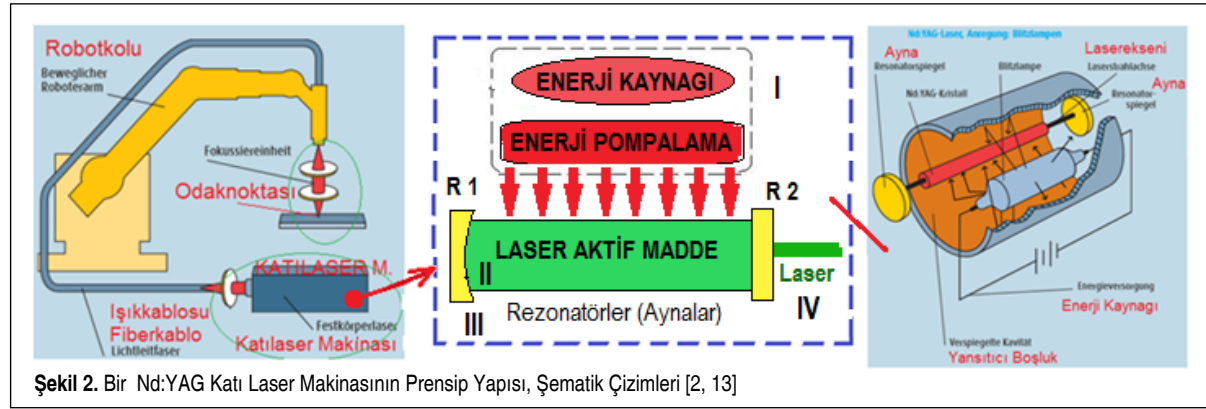 Robotkolu
Beweglicher
Roboterarm
Fokussiereinheit
Odaknoktası
KATILASER M.
Işıkkablosu
Fiberkablo
Lichtleitfaser
Festkörperlaser
Katılaser Makinası
ENERJİ KAYNAGI
I
ENERJİ POMPALAMA
R 1
R 2
LASER AKTİF MADDE
II
Laser
III
Rezonatörler (Aynalar)
IV
Nd:YAG-Laser, Anregung: Blitzlampen
Ayna
Resonatorspiegel
Blitzlampe
Laserekseni
Laserstrahlachse
Ayna
Nd:YAG-Kristall
Resonator-
spiegel
Energieversorgung
Enerji Kaynagı
Verspiegelte Kavität
Yansıtıcı Boşluk
Şekil 2. Bir Nd:YAG Katı Laser Makinasının Prensip Yapısı, Şematik Çizimleri [2, 13]